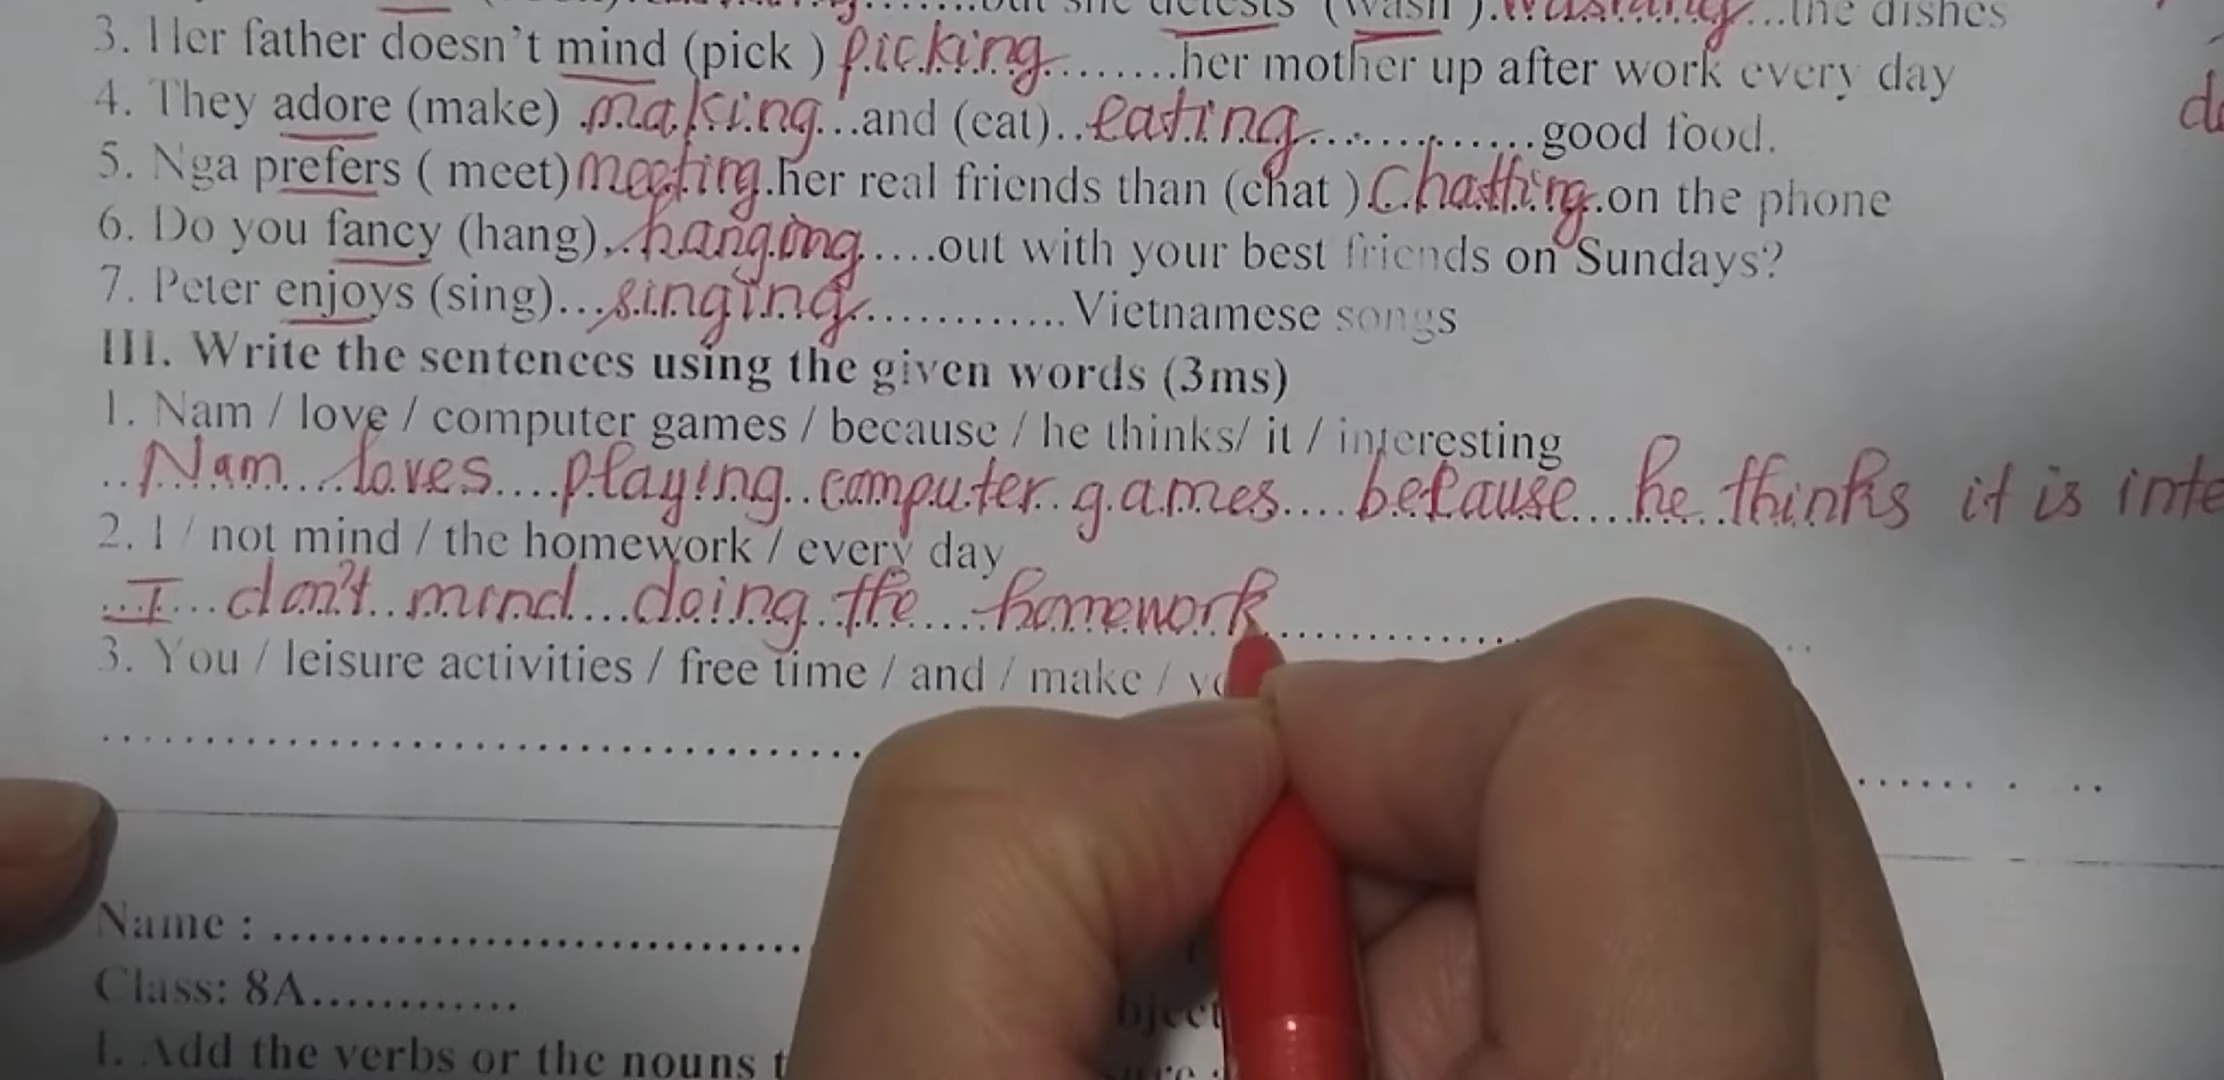 she detests (wash ) washing ...the dishes
3. Her father doesn't mind (pick ) picking ........her mother up after work every day
4. They adore (make) making ...and (eat)..eating ............good food.
5. Nga prefers ( meet) meeting .her real friends than (chat ) Chatting .on the phone
6. Do you fancy (hang)...hanging.....out with your best friends on Sundays?
7. Peter enjoys (sing)...singing............Vietnamese songs
III. Write the sentences using the given words (3ms)
1. Nam / love / computer games / because / he thinks/ it / interesting
Nam loves playing computer games because he thinks it is
2. I / not mind / the homework / every day
I don't mind doing the homework
3. You / leisure activities / free time / and / make /
Name : ................................
Class: 8A............
I. Add the verbs or the nouns